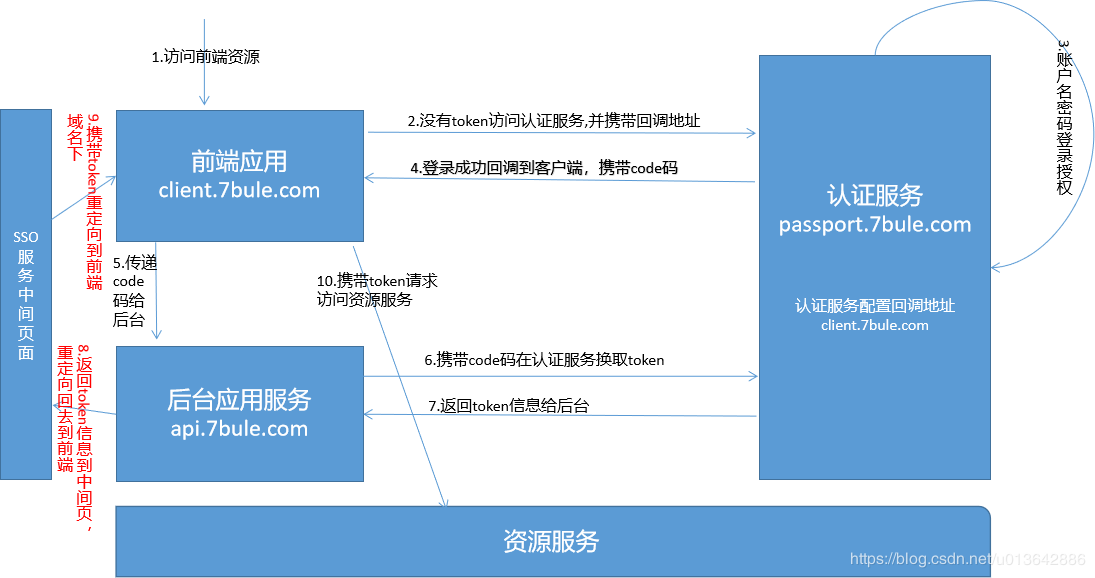 1.访问前端资源
2.没有token访问认证服务,并携带回调地址
3.账户名密码登录授权
4.登录成功回调到客户端，携带code码
前端应用
client.7bule.com
认证服务
passport.7bule.com
认证服务配置回调地址
client.7bule.com
9.携带token重定向到前端
域名下
SSO
服
务
中
间
页
面
5.传递
code
码给
后台
10.携带token请求
访问资源服务
6.携带code码在认证服务换取token
7.返回token信息给后台
后台应用服务
api.7bule.com
8.返回token信息到中间页，
重定向回去到前端
资源服务
https://blog.csdn.net/u013642886